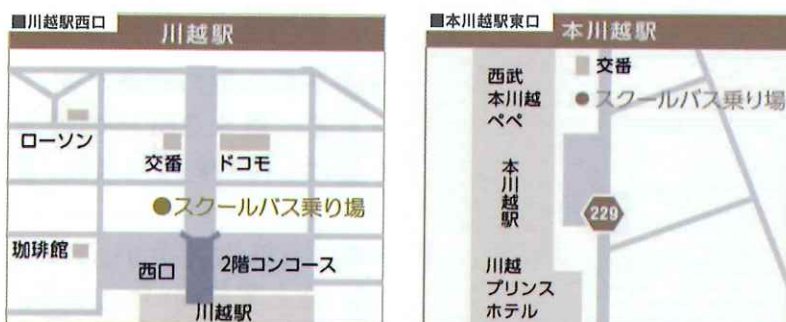 ■川越駅西口
川越駅
ローソン
交番
ドコモ
●スクールバス乗り場
珈琲館
西口
2階コンコース
川越駅
■本川越駅東口
本川越駅
西武
本川越
ペペ
交番
●スクールバス乗り場
本川越駅
229
川越
プリンス
ホテル